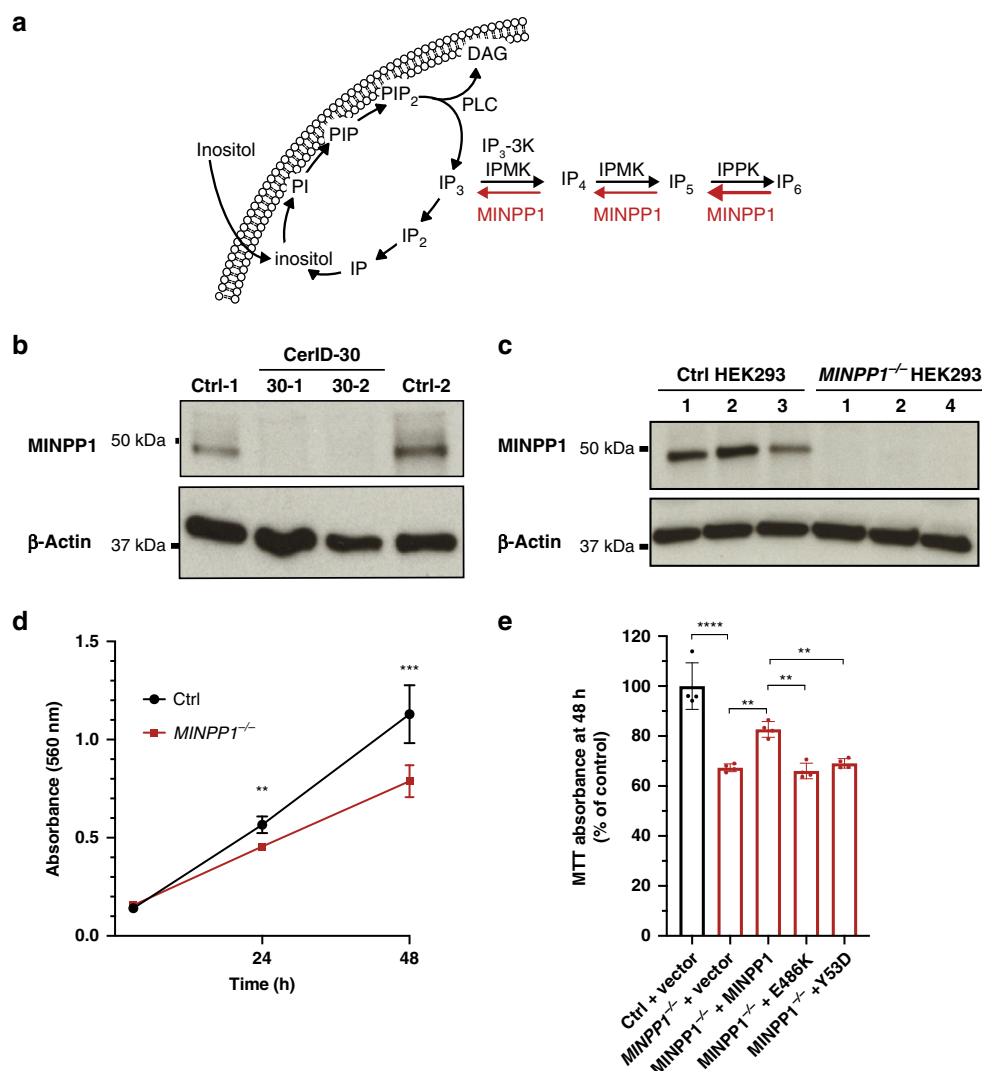 a
DAG
PIP2
PLC
PIP
Inositol
IP3-3K
IPMK
IPMK
IPPK
PI
IP3
IP4
IP5
IP6
MINPP1
MINPP1
MINPP1
IP2
inositol
IP
b
CerID-30
Ctrl-1
30-1
30-2
Ctrl-2
MINPP1
50 kDa
β-Actin
37 kDa
c
Ctrl HEK293
MINPP1–/– HEK293
1 2 3 1 2 4
MINPP1
50 kDa
β-Actin
37 kDa
d
Absorbance (560 nm)
1.5
1.0
0.5
0.0
Ctrl
MINPP1–/–
**
***
24
48
Time (h)
e
MTT absorbance at 48 h
(% of control)
120
100
80
60
40
20
0
****
**
**
**
Ctrl + vector
MINPP1–/– + vector
MINPP1–/– + MINPP1
MINPP1–/– + E486K
MINPP1–/– +Y53D